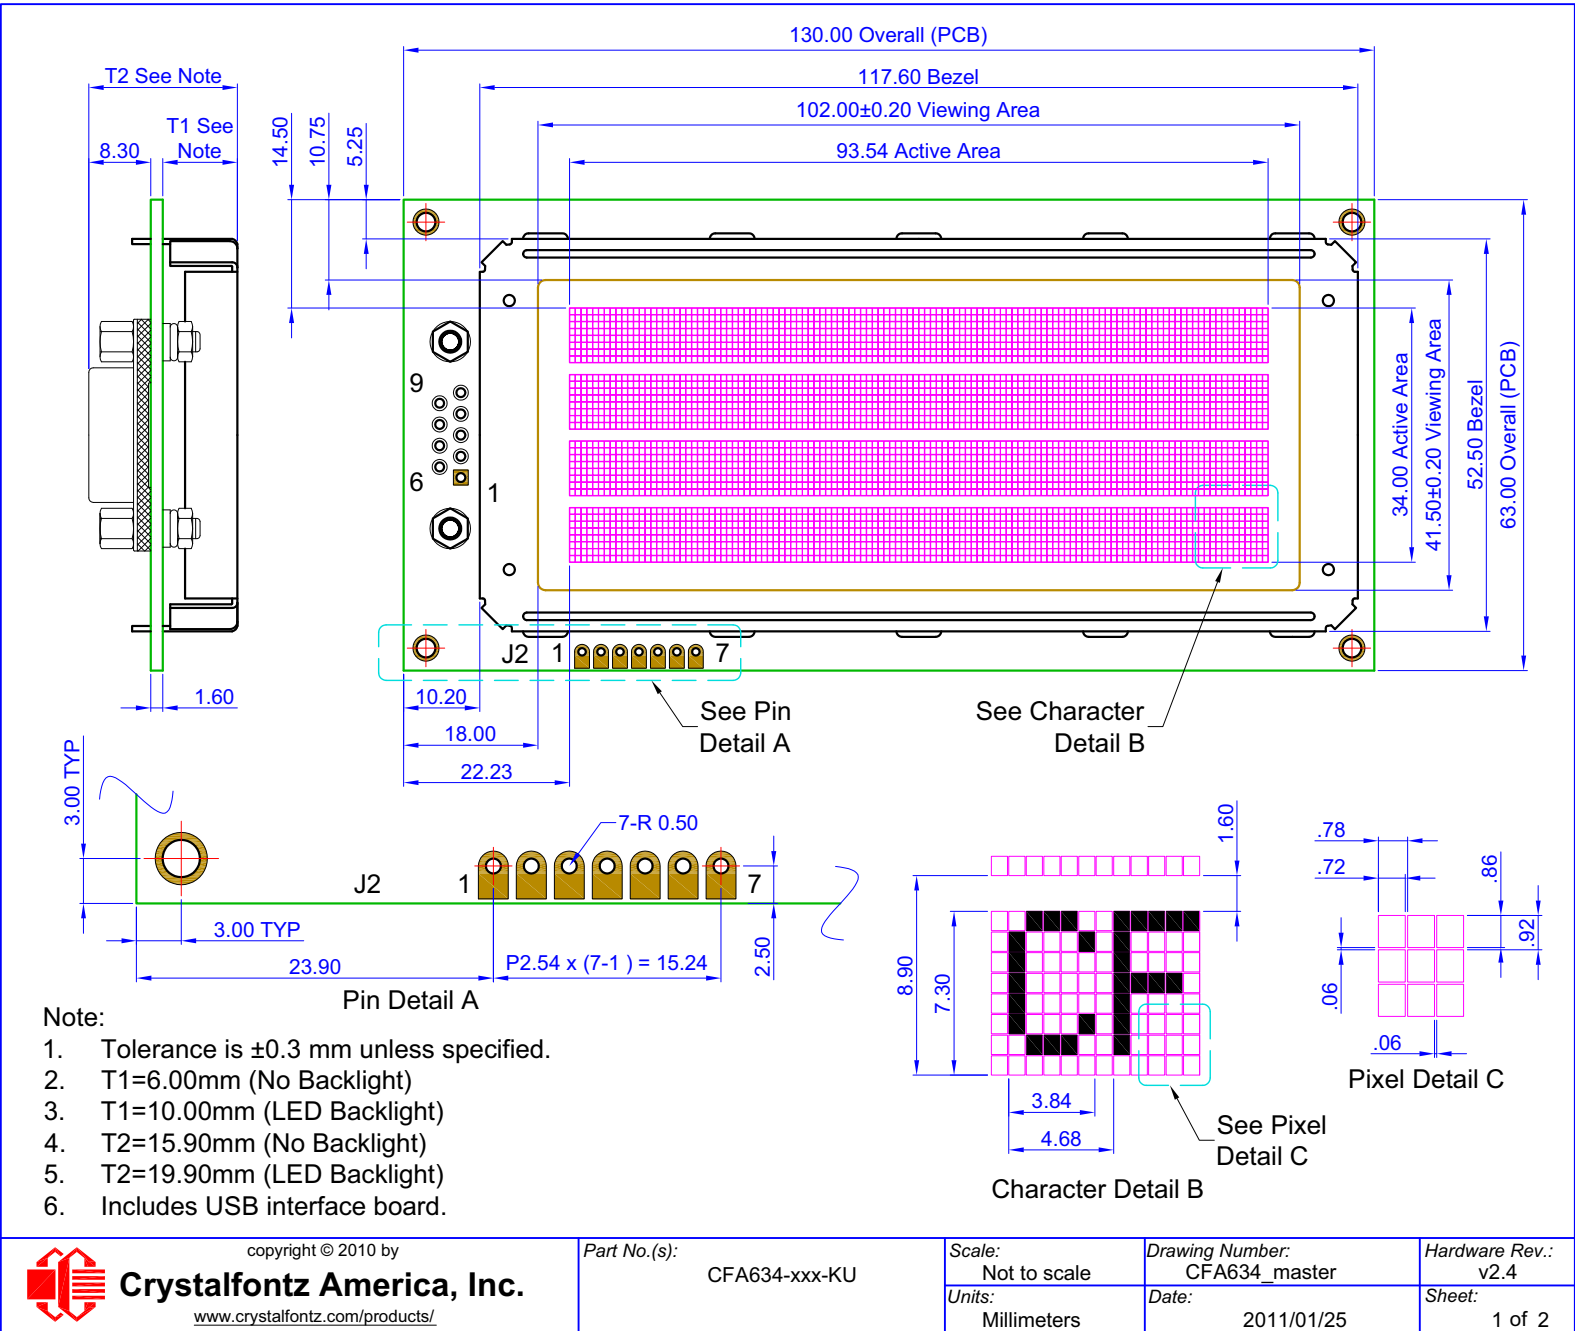 130.00 Overall (PCB)
T2 See Note
117.60 Bezel
102.00±0.20 Viewing Area
T1 See
Note
8.30
14.50
10.75
5.25
93.54 Active Area
9
6
1
34.00 Active Area
41.50±0.20 Viewing Area
52.50 Bezel
63.00 Overall (PCB)
J2
1
7
1.60
10.20
18.00
22.23
See Pin
Detail A
See Character
Detail B
3.00 TYP
7-R 0.50
J2
1
7
3.00 TYP
23.90
P2.54 x (7-1 ) = 15.24
2.50
Pin Detail A
1.60
8.90
7.30
3.84
4.68
See Pixel
Detail C
Character Detail B
.78
.72
.86
.92
.06
.06
Pixel Detail C
Note:
1. Tolerance is ±0.3 mm unless specified.
2. T1=6.00mm (No Backlight)
3. T1=10.00mm (LED Backlight)
4. T2=15.90mm (No Backlight)
5. T2=19.90mm (LED Backlight)
6. Includes USB interface board.
copyright © 2010 by
Crystalfontz America, Inc.
www.crystalfontz.com/products/
Part No.(s):
CFA634-xxx-KU
Scale:
Not to scale
Drawing Number:
CFA634_master
Hardware Rev.:
v2.4
Units:
Millimeters
Date:
2011/01/25
Sheet:
1 of 2